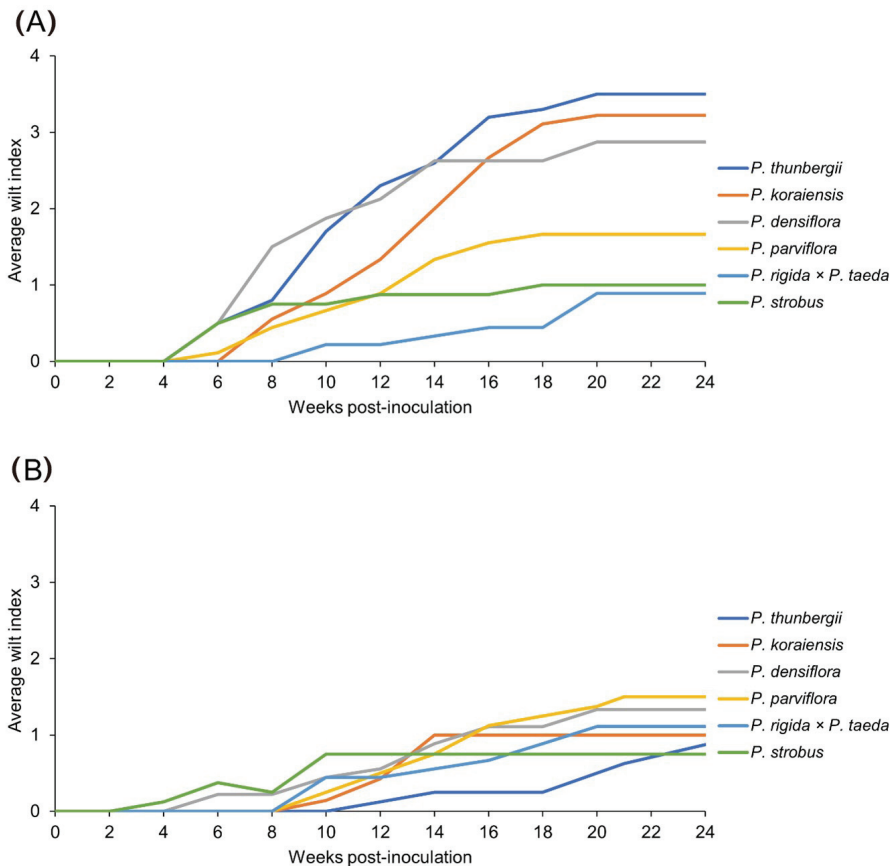 (A)
4
3
2
1
0
Average wilt index
0 2 4 6 8 10 12 14 16 18 20 22 24
Weeks post-inoculation
P. thunbergii
P. koraiensis
P. densiflora
P. parviflora
P. rigida × P. taeda
P. strobus
(B)
4
3
2
1
0
Average wilt index
0 2 4 6 8 10 12 14 16 18 20 22 24
Weeks post-inoculation
P. thunbergii
P. koraiensis
P. densiflora
P. parviflora
P. rigida × P. taeda
P. strobus